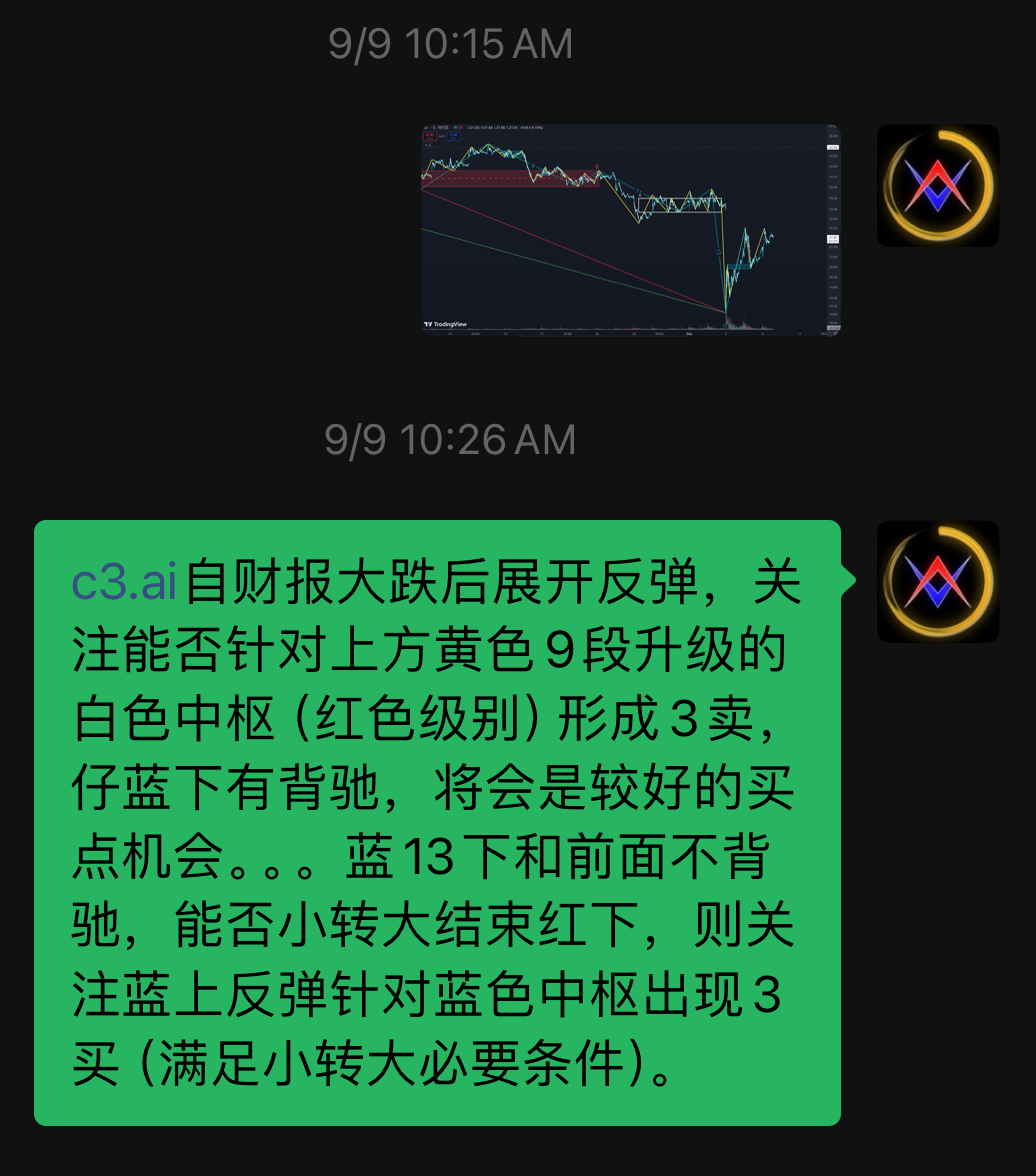 9/9 10:15 AM
TradingView
9/9 10:26 AM
c3.ai自财报大跌后展开反弹，关
注能否针对上方黄色9段升级的
白色中枢（红色级别）形成3卖，
仔蓝下有背驰，将会是较好的买
点机会。。。蓝13下和前面不背
驰，能否小转大结束红下，则关
注蓝上反弹针对蓝色中枢出现3
买（满足小转大必要条件）。